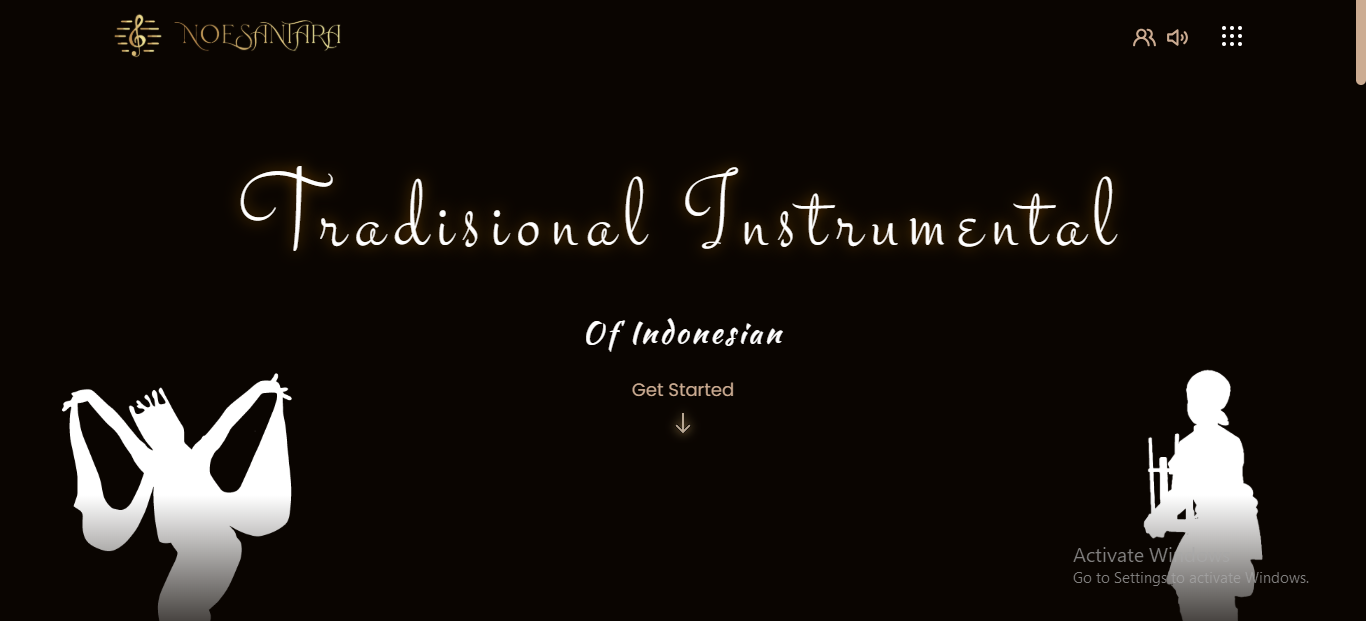 NOESANTARA
Tradisional Instrumental
Of Indonesian
Get Started
Activate Windows
Go to Settings to activate Windows.